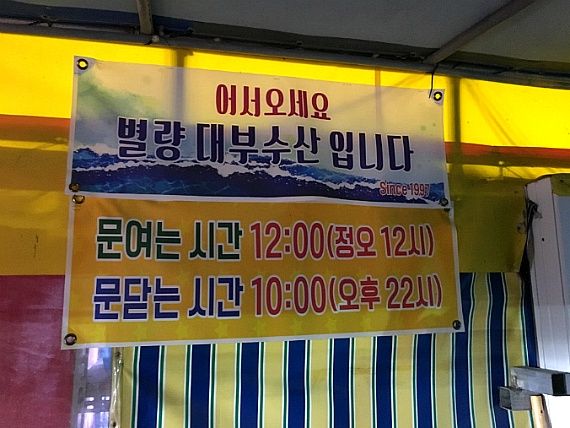 어서오세요
별량 대부수산 입니다
Since 1997
문여는 시간 12:00(정오 12시)
문닫는 시간 10:00(오후 22시)